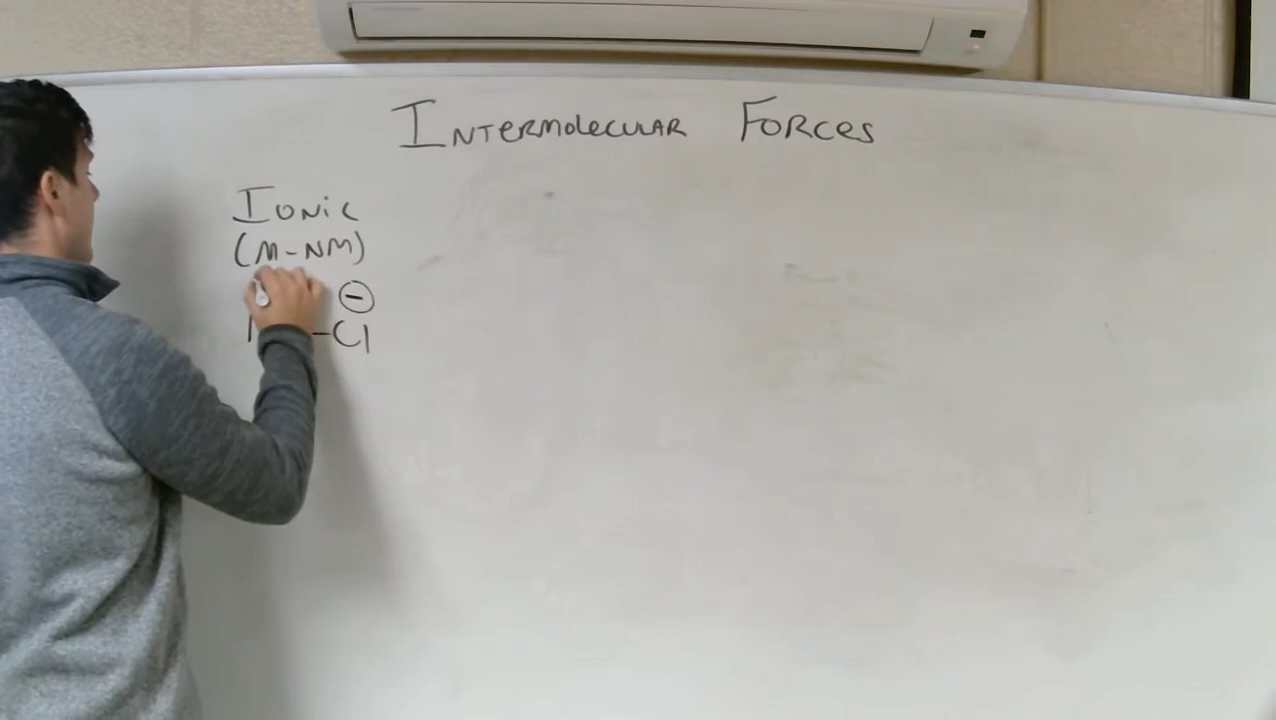 Intermolecular Forces
Ionic
(M-NM)
⊖
-Cl